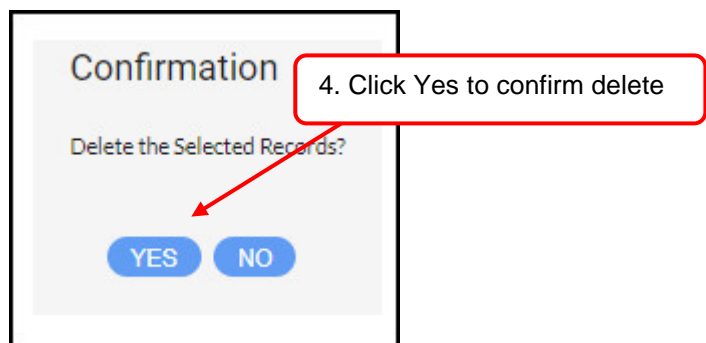 Confirmation
4. Click Yes to confirm delete
Delete the Selected Records?
YES NO